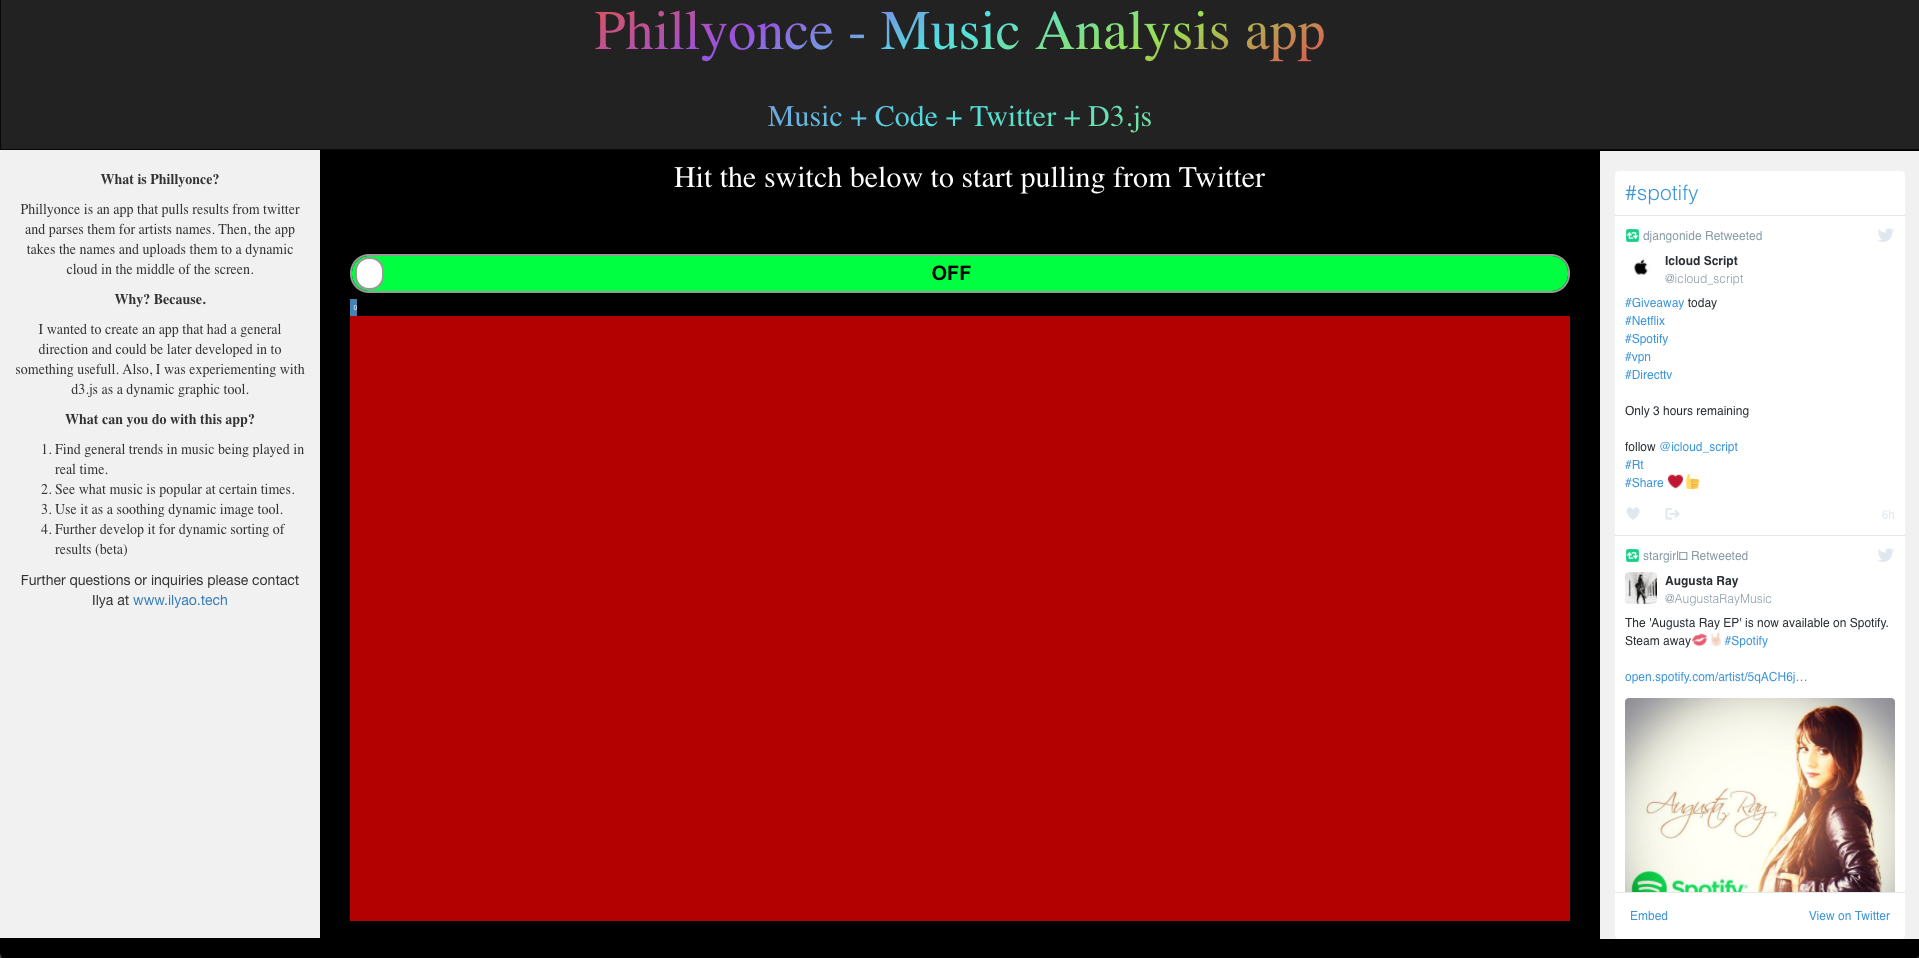 Phillyonce - Music Analysis app
Music + Code + Twitter + D3.js
What is Phillyonce?
Phillyonce is an app that pulls results from twitter
and parses them for artists names. Then, the app
takes the names and uploads them to a dynamic
cloud in the middle of the screen.
Why? Because.
I wanted to create an app that had a general
direction and could be later developed in to
something usefull. Also, I was experiementing with
d3.js as a dynamic graphic tool.
What can you do with this app?
1. Find general trends in music being played in
real time.
2. See what music is popular at certain times.
3. Use it as a soothing dynamic image tool.
4. Further develop it for dynamic sorting of
results (beta)
Further questions or inquiries please contact
Ilya at www.ilyao.tech
Hit the switch below to start pulling from Twitter
OFF
#spotify
djangonide Retweeted
Icloud Script
@icloud_script
#Giveaway today
#Netflix
#Spotify
#vpn
#Directtv
Only 3 hours remaining
follow @icloud_script
#Rt
#Share ❤️👍
6h
stargirl□ Retweeted
Augusta Ray
@AugustaRayMusic
The 'Augusta Ray EP' is now available on Spotify.
Steam away💋🤘🏻#Spotify
open.spotify.com/artist/5qACH6j…
Augusta Ray
Spotify
Embed
View on Twitter